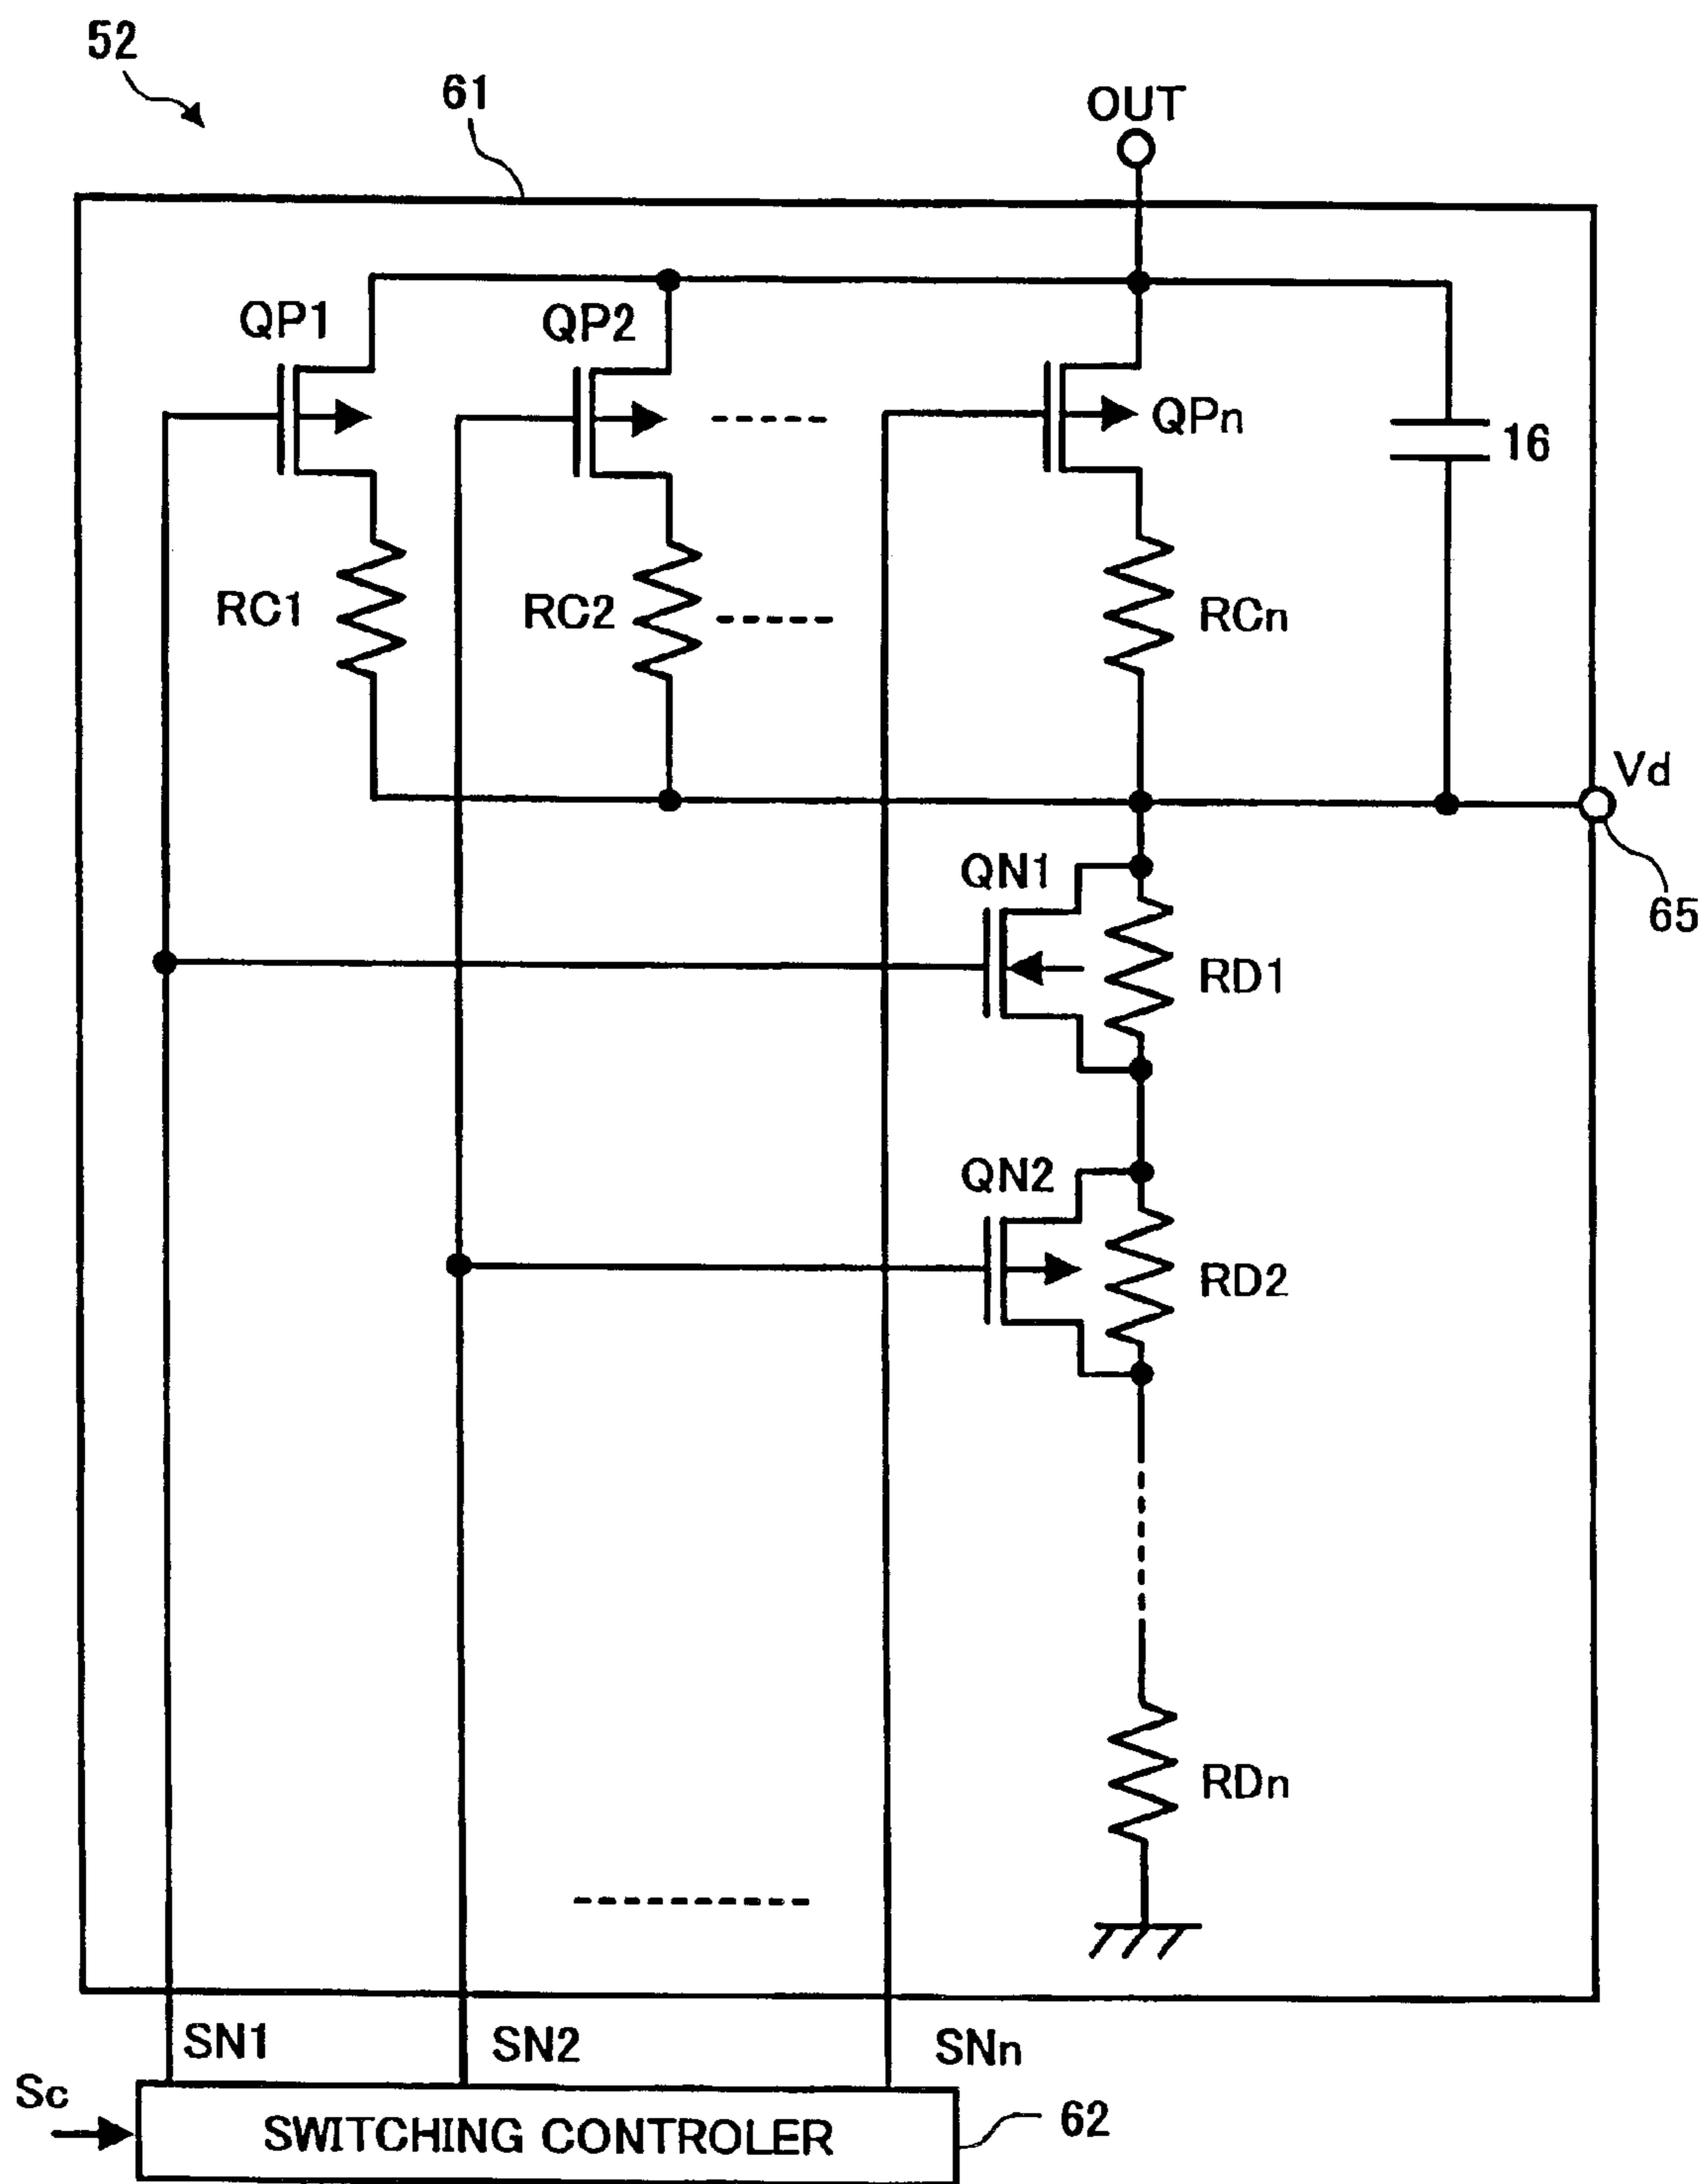 52
61
OUT
QP1
QP2
QPn
16
RC1
RC2
RCn
Vd
65
QN1
RD1
QN2
RD2
RDn
SN1
SN2
SNn
Sc
SWITCHING CONTROLER
62